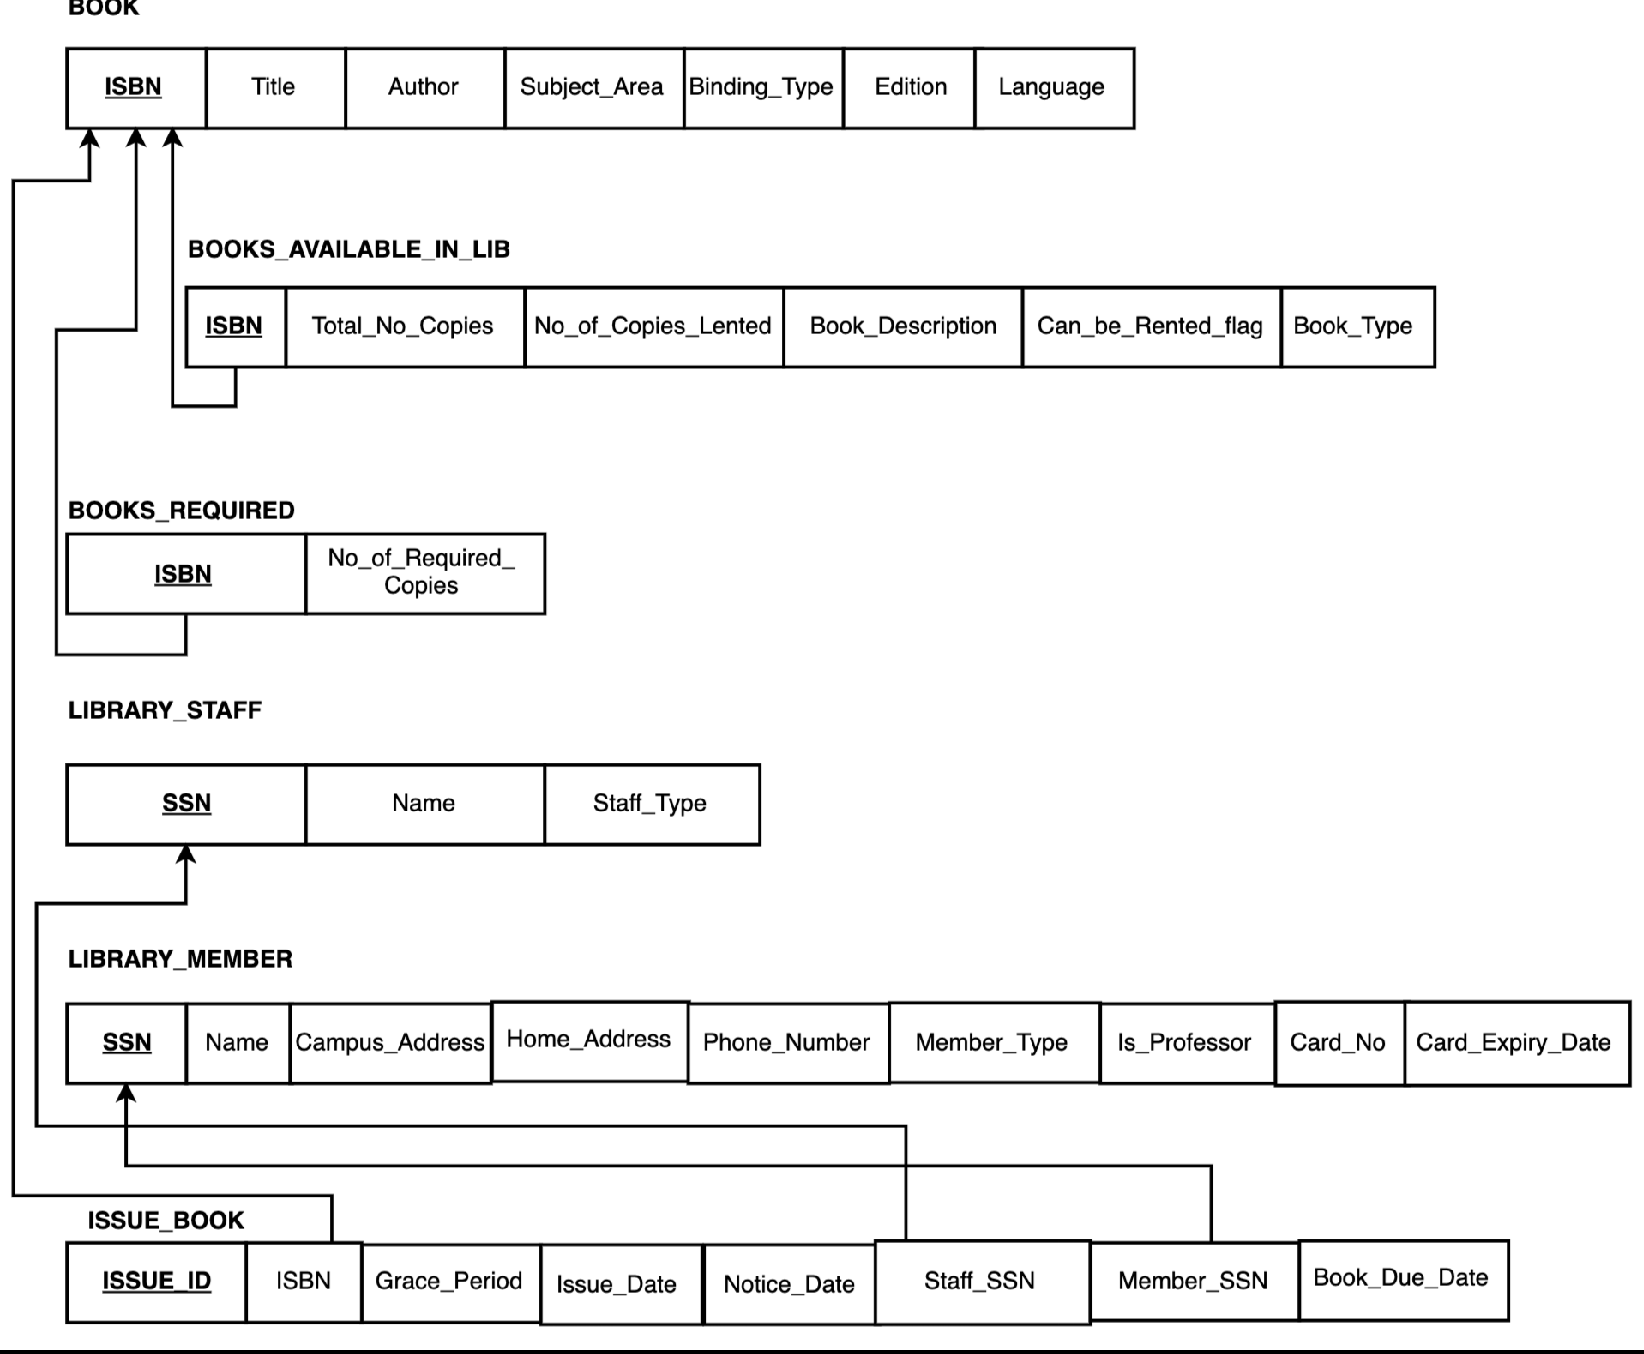 BOOK
ISBN Title Author Subject_Area Binding_Type Edition Language
BOOKS_AVAILABLE_IN_LIB
ISBN Total_No_Copies No_of_Copies_Lented Book_Description Can_be_Rented_flag Book_Type
BOOKS_REQUIRED
ISBN No_of_Required_
Copies
LIBRARY_STAFF
SSN Name Staff_Type
LIBRARY_MEMBER
SSN Name Campus_Address Home_Address Phone_Number Member_Type Is_Professor Card_No Card_Expiry_Date
ISSUE_BOOK
ISSUE_ID ISBN Grace_Period Issue_Date Notice_Date Staff_SSN Member_SSN Book_Due_Date